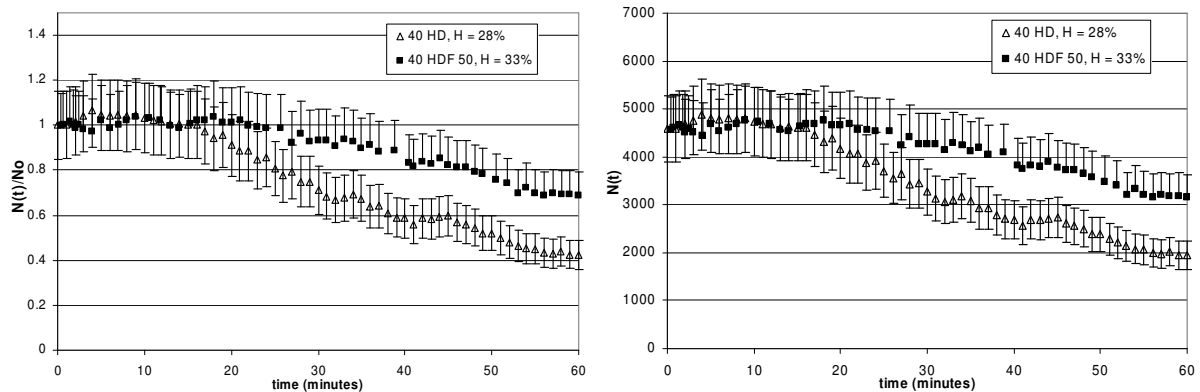 1.4
1.2
1
0.8
0.6
0.4
0.2
0
N(t)/No
0 10 20 30 40 50 60
time (minutes)
△ 40 HD, H = 28%
■ 40 HDF 50, H = 33%
7000
6000
5000
4000
3000
2000
1000
0
N(t)
0 10 20 30 40 50 60
time (minutes)
△ 40 HD, H = 28%
■ 40 HDF 50, H = 33%